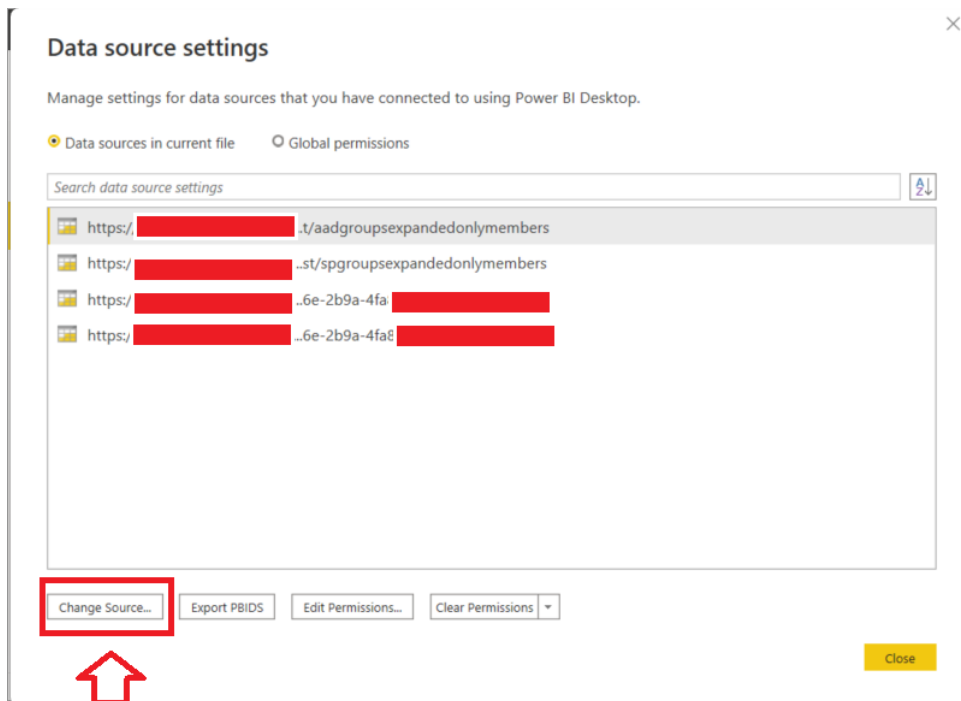 Data source settings
Manage settings for data sources that you have connected to using Power BI Desktop.
Data sources in current file Global permissions
Search data source settings
https:/ .t/aadgroupsexpandedonlymembers
https:/ ..st/spgroupsexpandedonlymembers
https:/ ..6e-2b9a-4fa
https:/ ...6e-2b9a-4fa8
Change Source... Export PBIDS Edit Permissions... Clear Permissions
Close